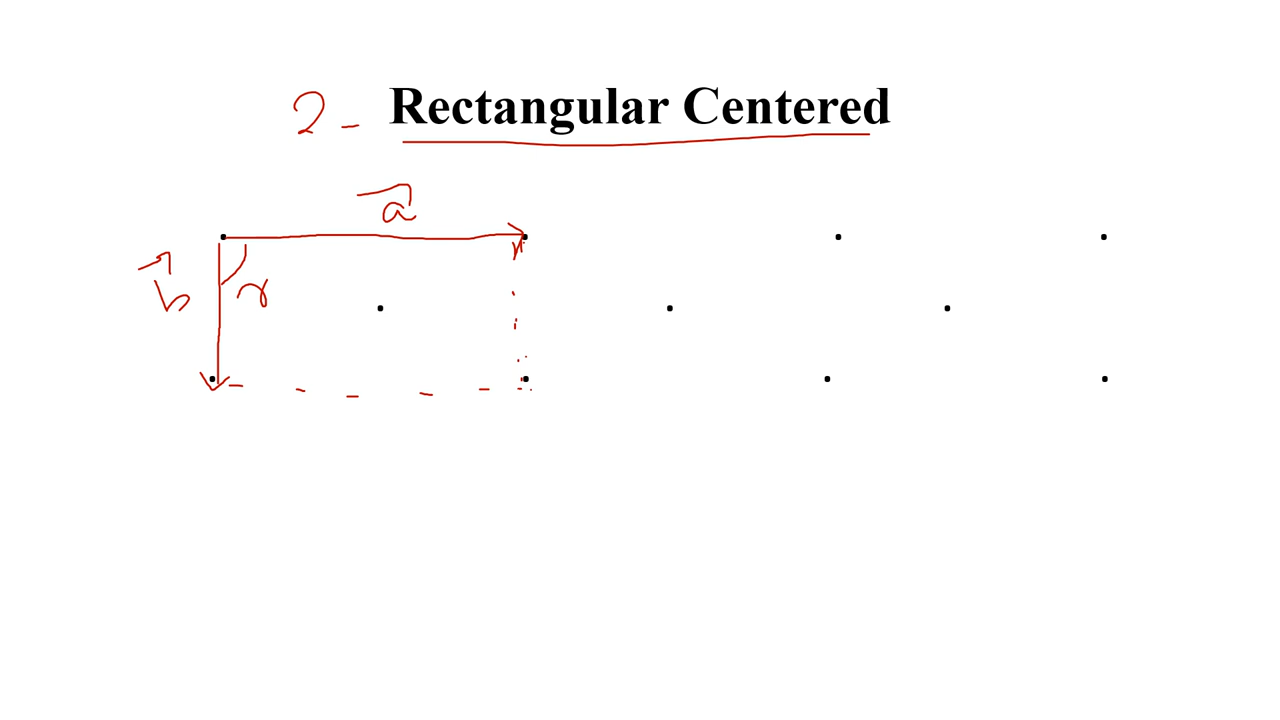 2 - Rectangular Centered
a
b γ